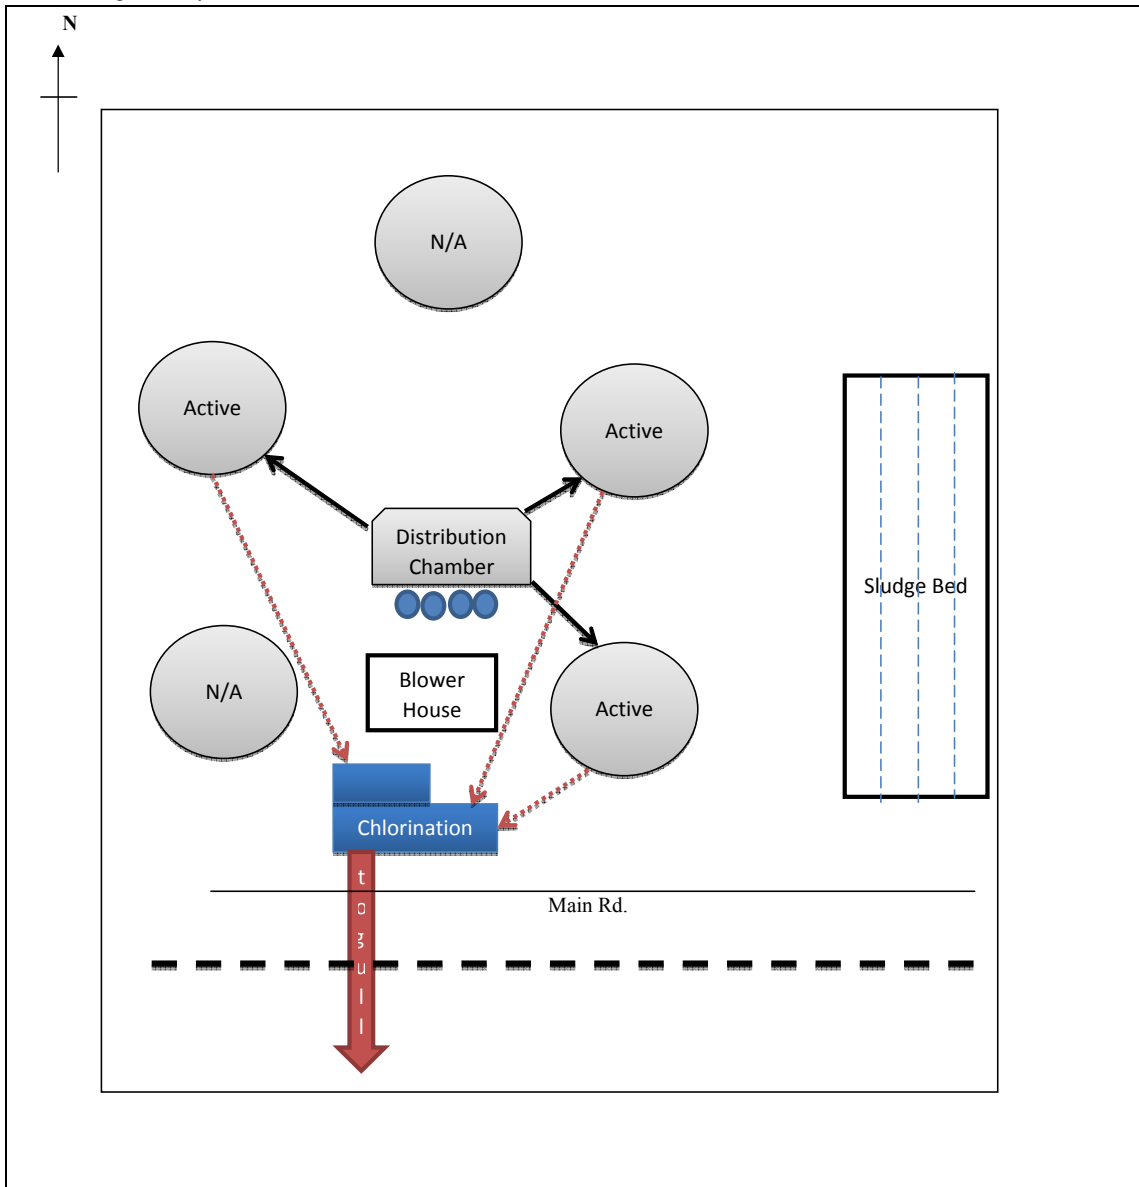 N
N/A
Active
Active
Distribution
Chamber
Sludge Bed
Blower
House
N/A
Active
Chlorination
t
o
g
u
l
l
Main Rd.